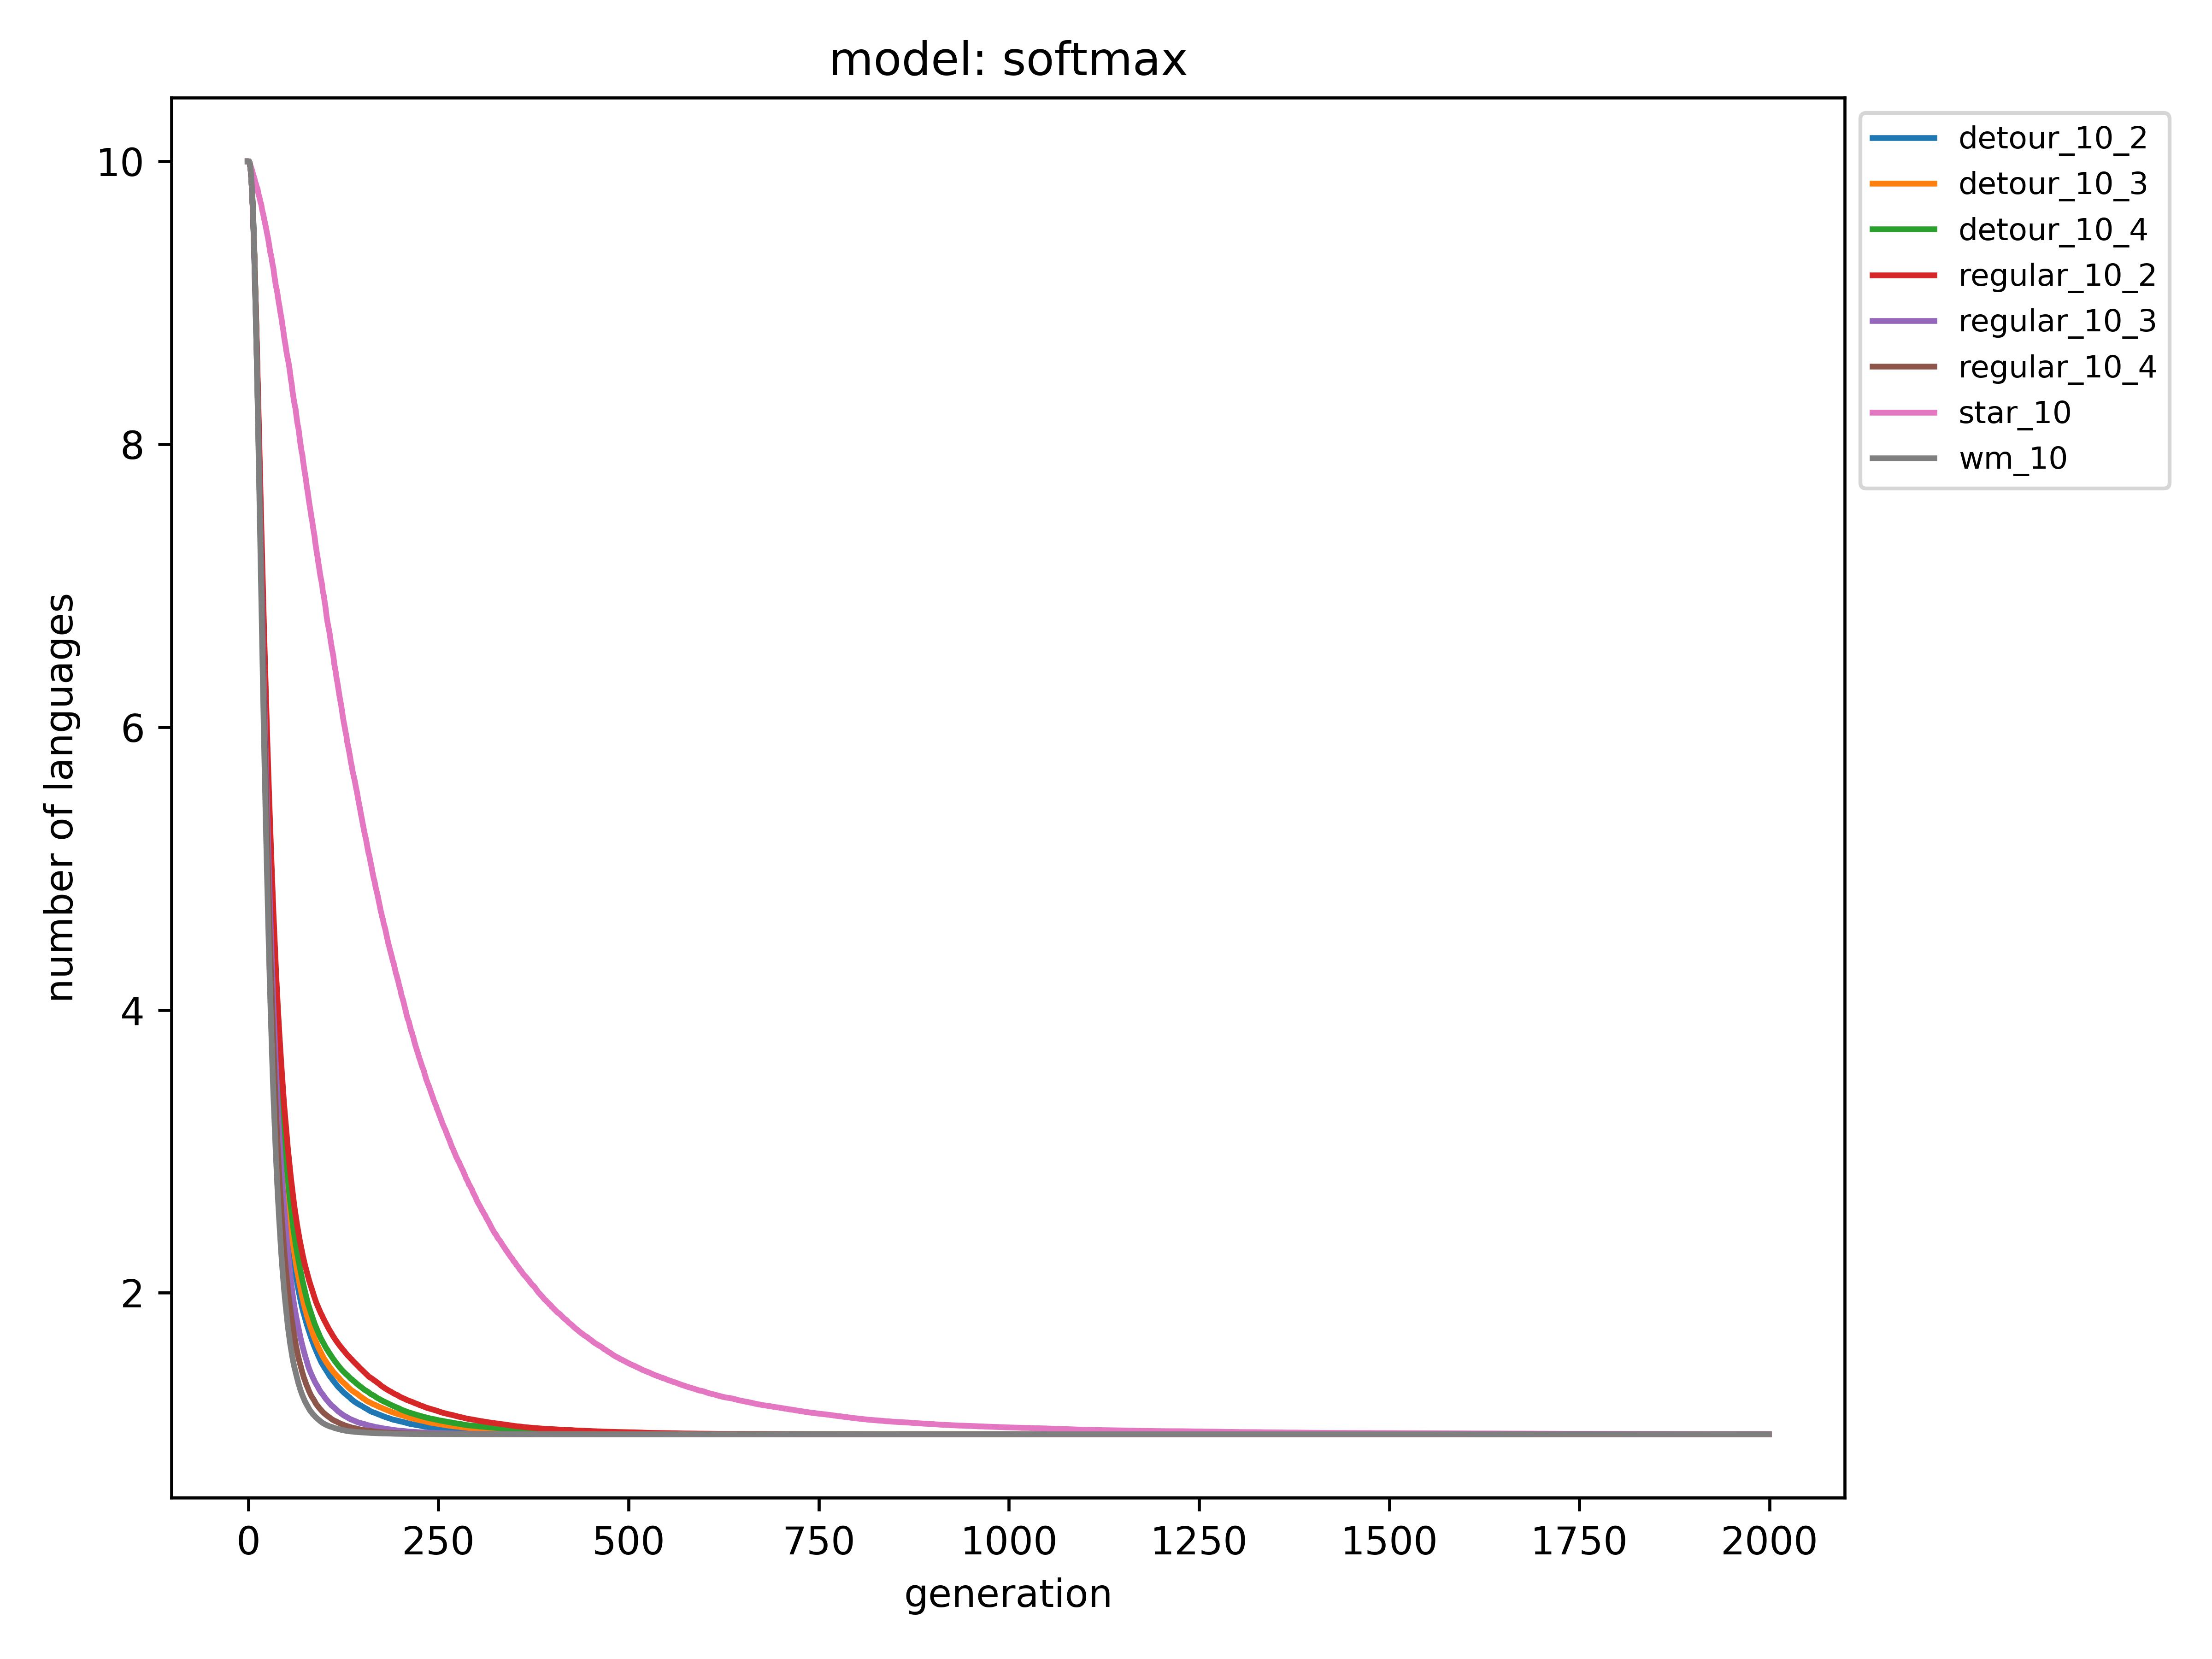 model: softmax
10
8
6
4
2
number of languages
0 250 500 750 1000 1250 1500 1750 2000
generation
detour_10_2
detour_10_3
detour_10_4
regular_10_2
regular_10_3
regular_10_4
star_10
wm_10